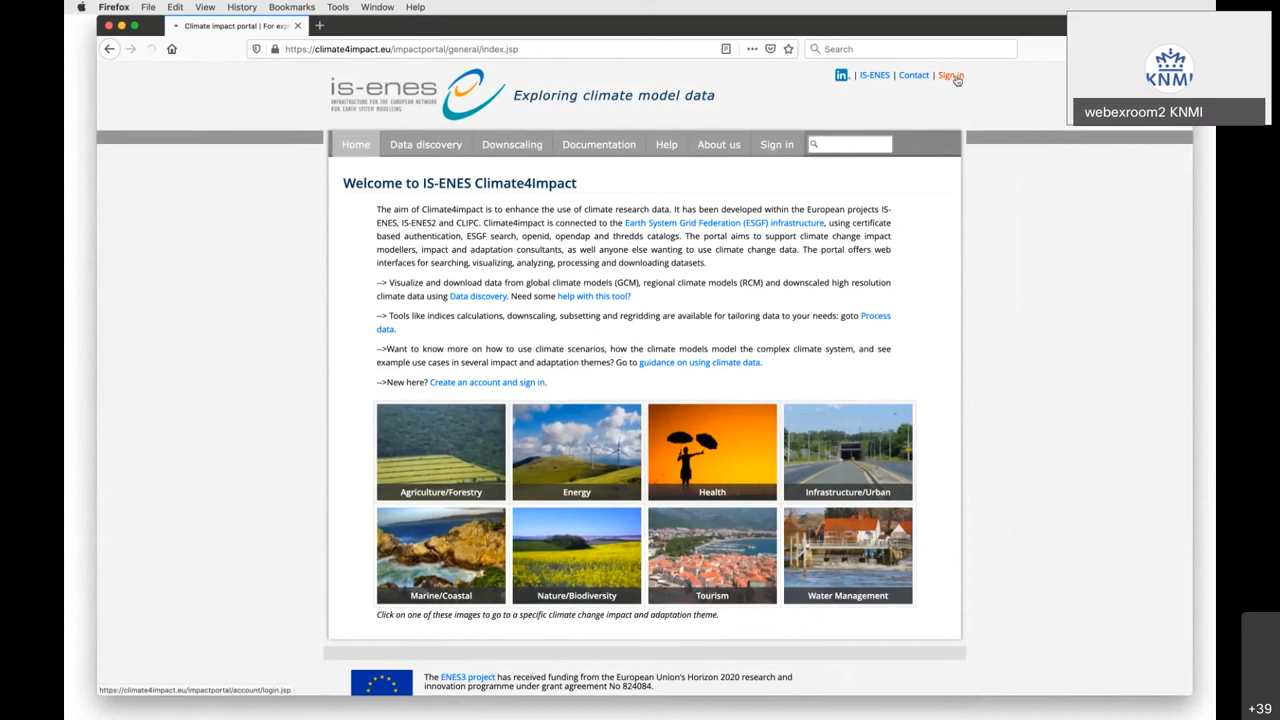 Firefox File Edit View History Bookmarks Tools Window Help
Climate impact portal | For exp
https://climate4impact.eu/impactportal/general/index.jsp
Search
KNMI
webexroom2 KNMI
| IS-ENES | Contact | Sign in
is-enes
INFRASTRUCTURE FOR THE EUROPEAN NETWORK
FOR EARTH SYSTEM MODELLING
Exploring climate model data
Home Data discovery Downscaling Documentation Help About us Sign in
Welcome to IS-ENES Climate4Impact
The aim of Climate4impact is to enhance the use of climate research data. It has been developed within the European projects IS-
ENES, IS-ENES2 and CLIPC. Climate4impact is connected to the Earth System Grid Federation (ESGF) infrastructure, using certificate
based authentication, ESGF search, openid, opendap and thredds catalogs. The portal aims to support climate change impact
modellers, impact and adaptation consultants, as well anyone else wanting to use climate change data. The portal offers web
interfaces for searching, visualizing, analyzing, processing and downloading datasets.
--> Visualize and download data from global climate models (GCM), regional climate models (RCM) and downscaled high resolution
climate data using Data discovery. Need some help with this tool?
--> Tools like indices calculations, downscaling, subsetting and regridding are available for tailoring data to your needs: goto Process
data.
-->Want to know more on how to use climate scenarios, how the climate models model the complex climate system, and see
example use cases in several impact and adaptation themes? Go to guidance on using climate data.
-->New here? Create an account and sign in.
Agriculture/Forestry Energy Health Infrastructure/Urban
Marine/Coastal Nature/Biodiversity Tourism Water Management
Click on one of these images to go to a specific climate change impact and adaptation theme.
The ENES3 project has received funding from the European Union's Horizon 2020 research and
innovation programme under grant agreement No 824084.
https://climate4impact.eu/impactportal/account/login.jsp
+39